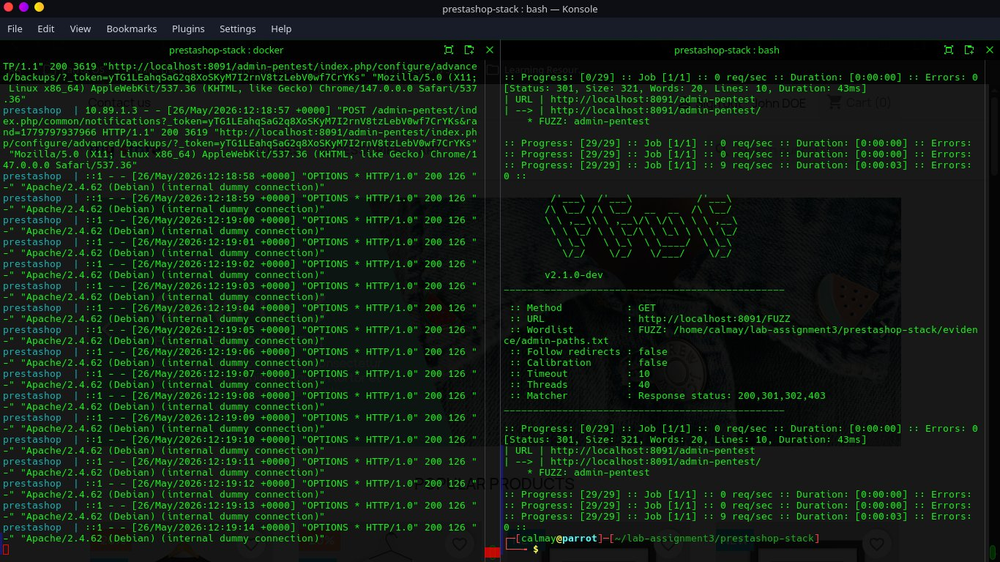 prestashop-stack : bash — Konsole
File Edit View Bookmarks Plugins Settings Help
prestashop-stack : docker
TP/1.1" 200 3619 "http://localhost:8091/admin-pentest/index.php/configure/advance
d/backups/?_token=yTG1LEahqSaG2q8XoSKyM7I2rnV8tzLebV0wf7CrYKs" "Mozilla/5.0 (X11;
 Linux x86_64) AppleWebKit/537.36 (KHTML, like Gecko) Chrome/147.0.0.0 Safari/537
.36"
prestashop  | 10.89.1.3 - - [26/May/2026:12:18:57 +0000] "POST /admin-pentest/ind
ex.php/common/notifications?_token=yTG1LEahqSaG2q8XoSKyM7I2rnV8tzLebV0wf7CrYKs&ra
nd=1779797937966 HTTP/1.1" 200 3619 "http://localhost:8091/admin-pentest/index.ph
p/configure/advanced/backups/?_token=yTG1LEahqSaG2q8XoSKyM7I2rnV8tzLebV0wf7CrYKs"
 "Mozilla/5.0 (X11; Linux x86_64) AppleWebKit/537.36 (KHTML, like Gecko) Chrome/1
47.0.0.0 Safari/537.36"
prestashop  | ::1 - - [26/May/2026:12:18:58 +0000] "OPTIONS * HTTP/1.0" 200 126 "
-" "Apache/2.4.62 (Debian) (internal dummy connection)"
prestashop  | ::1 - - [26/May/2026:12:18:59 +0000] "OPTIONS * HTTP/1.0" 200 126 "
-" "Apache/2.4.62 (Debian) (internal dummy connection)"
prestashop  | ::1 - - [26/May/2026:12:19:00 +0000] "OPTIONS * HTTP/1.0" 200 126 "
-" "Apache/2.4.62 (Debian) (internal dummy connection)"
prestashop  | ::1 - - [26/May/2026:12:19:01 +0000] "OPTIONS * HTTP/1.0" 200 126 "
-" "Apache/2.4.62 (Debian) (internal dummy connection)"
prestashop  | ::1 - - [26/May/2026:12:19:02 +0000] "OPTIONS * HTTP/1.0" 200 126 "
-" "Apache/2.4.62 (Debian) (internal dummy connection)"
prestashop  | ::1 - - [26/May/2026:12:19:03 +0000] "OPTIONS * HTTP/1.0" 200 126 "
-" "Apache/2.4.62 (Debian) (internal dummy connection)"
prestashop  | ::1 - - [26/May/2026:12:19:04 +0000] "OPTIONS * HTTP/1.0" 200 126 "
-" "Apache/2.4.62 (Debian) (internal dummy connection)"
prestashop  | ::1 - - [26/May/2026:12:19:05 +0000] "OPTIONS * HTTP/1.0" 200 126 "
-" "Apache/2.4.62 (Debian) (internal dummy connection)"
prestashop  | ::1 - - [26/May/2026:12:19:06 +0000] "OPTIONS * HTTP/1.0" 200 126 "
-" "Apache/2.4.62 (Debian) (internal dummy connection)"
prestashop  | ::1 - - [26/May/2026:12:19:07 +0000] "OPTIONS * HTTP/1.0" 200 126 "
-" "Apache/2.4.62 (Debian) (internal dummy connection)"
prestashop  | ::1 - - [26/May/2026:12:19:08 +0000] "OPTIONS * HTTP/1.0" 200 126 "
-" "Apache/2.4.62 (Debian) (internal dummy connection)"
prestashop  | ::1 - - [26/May/2026:12:19:09 +0000] "OPTIONS * HTTP/1.0" 200 126 "
-" "Apache/2.4.62 (Debian) (internal dummy connection)"
prestashop  | ::1 - - [26/May/2026:12:19:10 +0000] "OPTIONS * HTTP/1.0" 200 126 "
-" "Apache/2.4.62 (Debian) (internal dummy connection)"
prestashop  | ::1 - - [26/May/2026:12:19:11 +0000] "OPTIONS * HTTP/1.0" 200 126 "
-" "Apache/2.4.62 (Debian) (internal dummy connection)"
prestashop  | ::1 - - [26/May/2026:12:19:12 +0000] "OPTIONS * HTTP/1.0" 200 126 "
-" "Apache/2.4.62 (Debian) (internal dummy connection)"
prestashop  | ::1 - - [26/May/2026:12:19:13 +0000] "OPTIONS * HTTP/1.0" 200 126 "
-" "Apache/2.4.62 (Debian) (internal dummy connection)"
prestashop  | ::1 - - [26/May/2026:12:19:14 +0000] "OPTIONS * HTTP/1.0" 200 126 "
-" "Apache/2.4.62 (Debian) (internal dummy connection)"
Contact us
POPULAR PRODUCTS
prestashop-stack : bash
:: Progress: [0/29] :: Job [1/1] :: 0 req/sec :: Duration: [0:00:00] :: Errors: 0
[Status: 301, Size: 321, Words: 20, Lines: 10, Duration: 43ms]
| URL | http://localhost:8091/admin-pentest
| --> | http://localhost:8091/admin-pentest/
    * FUZZ: admin-pentest
John DOE
Cart (0)
:: Progress: [29/29] :: Job [1/1] :: 0 req/sec :: Duration: [0:00:00] :: Errors:
:: Progress: [29/29] :: Job [1/1] :: 0 req/sec :: Duration: [0:00:00] :: Errors:
:: Progress: [29/29] :: Job [1/1] :: 9 req/sec :: Duration: [0:00:03] :: Errors:
0 ::
v2.1.0-dev
 :: Method           : GET
 :: URL              : http://localhost:8091/FUZZ
 :: Wordlist         : FUZZ: /home/calmay/lab-assignment3/prestashop-stack/eviden
ce/admin-paths.txt
 :: Follow redirects : false
 :: Calibration      : false
 :: Timeout          : 10
 :: Threads          : 40
 :: Matcher          : Response status: 200,301,302,403
:: Progress: [0/29] :: Job [1/1] :: 0 req/sec :: Duration: [0:00:00] :: Errors: 0
[Status: 301, Size: 321, Words: 20, Lines: 10, Duration: 43ms]
| URL | http://localhost:8091/admin-pentest
| --> | http://localhost:8091/admin-pentest/
    * FUZZ: admin-pentest
:: Progress: [29/29] :: Job [1/1] :: 0 req/sec :: Duration: [0:00:00] :: Errors:
:: Progress: [29/29] :: Job [1/1] :: 0 req/sec :: Duration: [0:00:00] :: Errors:
:: Progress: [29/29] :: Job [1/1] :: 9 req/sec :: Duration: [0:00:03] :: Errors:
0 ::
┌─[calmay@parrot]─[~/lab-assignment3/prestashop-stack]
└──╼ $